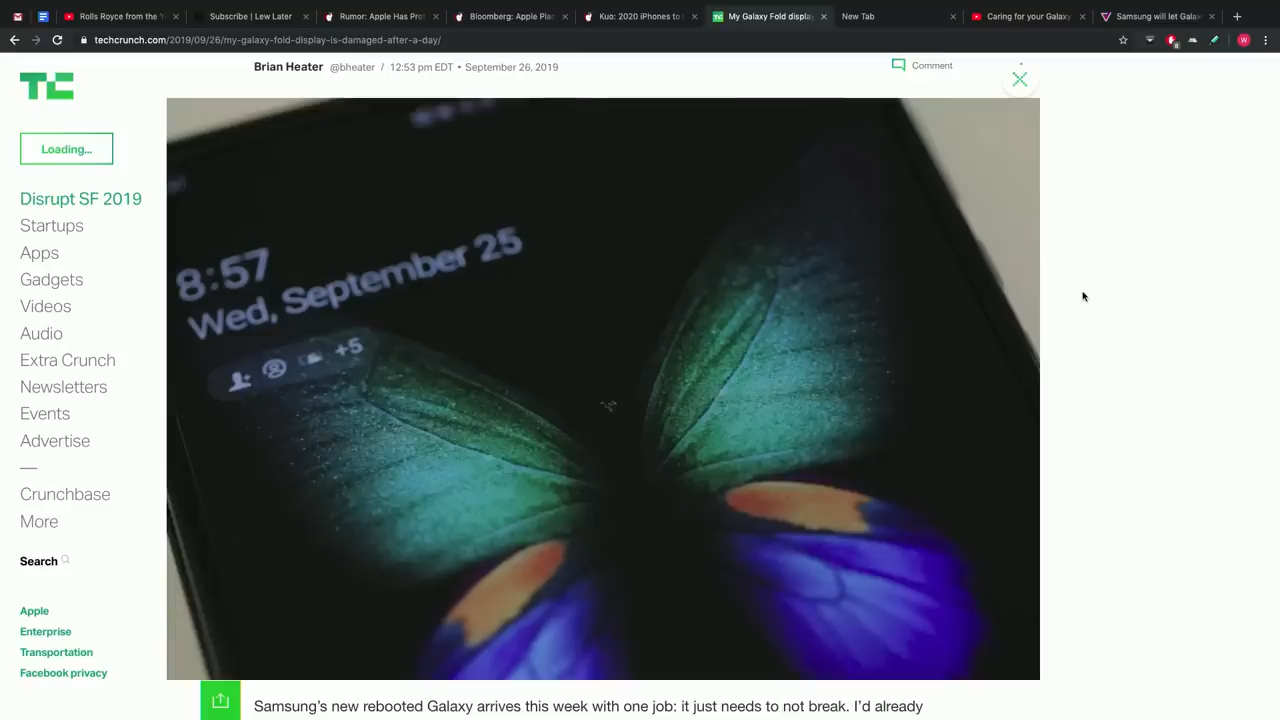 Rolls Royce from the Y
Subscribe | Lew Later
Rumor: Apple Has Prot
Bloomberg: Apple Plan
Kuo: 2020 iPhones to
My Galaxy Fold display
New Tab
Caring for your Galaxy
Samsung will let Galax
techcrunch.com/2019/09/26/my-galaxy-fold-display-is-damaged-after-a-day/
W
Brian Heater @bheater / 12:53 pm EDT • September 26, 2019
Comment
TC
Loading...
Disrupt SF 2019
Startups
Apps
Gadgets
Videos
Audio
Extra Crunch
Newsletters
Events
Advertise
—
Crunchbase
More
Search
Apple
Enterprise
Transportation
Facebook privacy
8:57
Wed, September 25
+5
Samsung's new rebooted Galaxy arrives this week with one job: it just needs to not break. I'd already